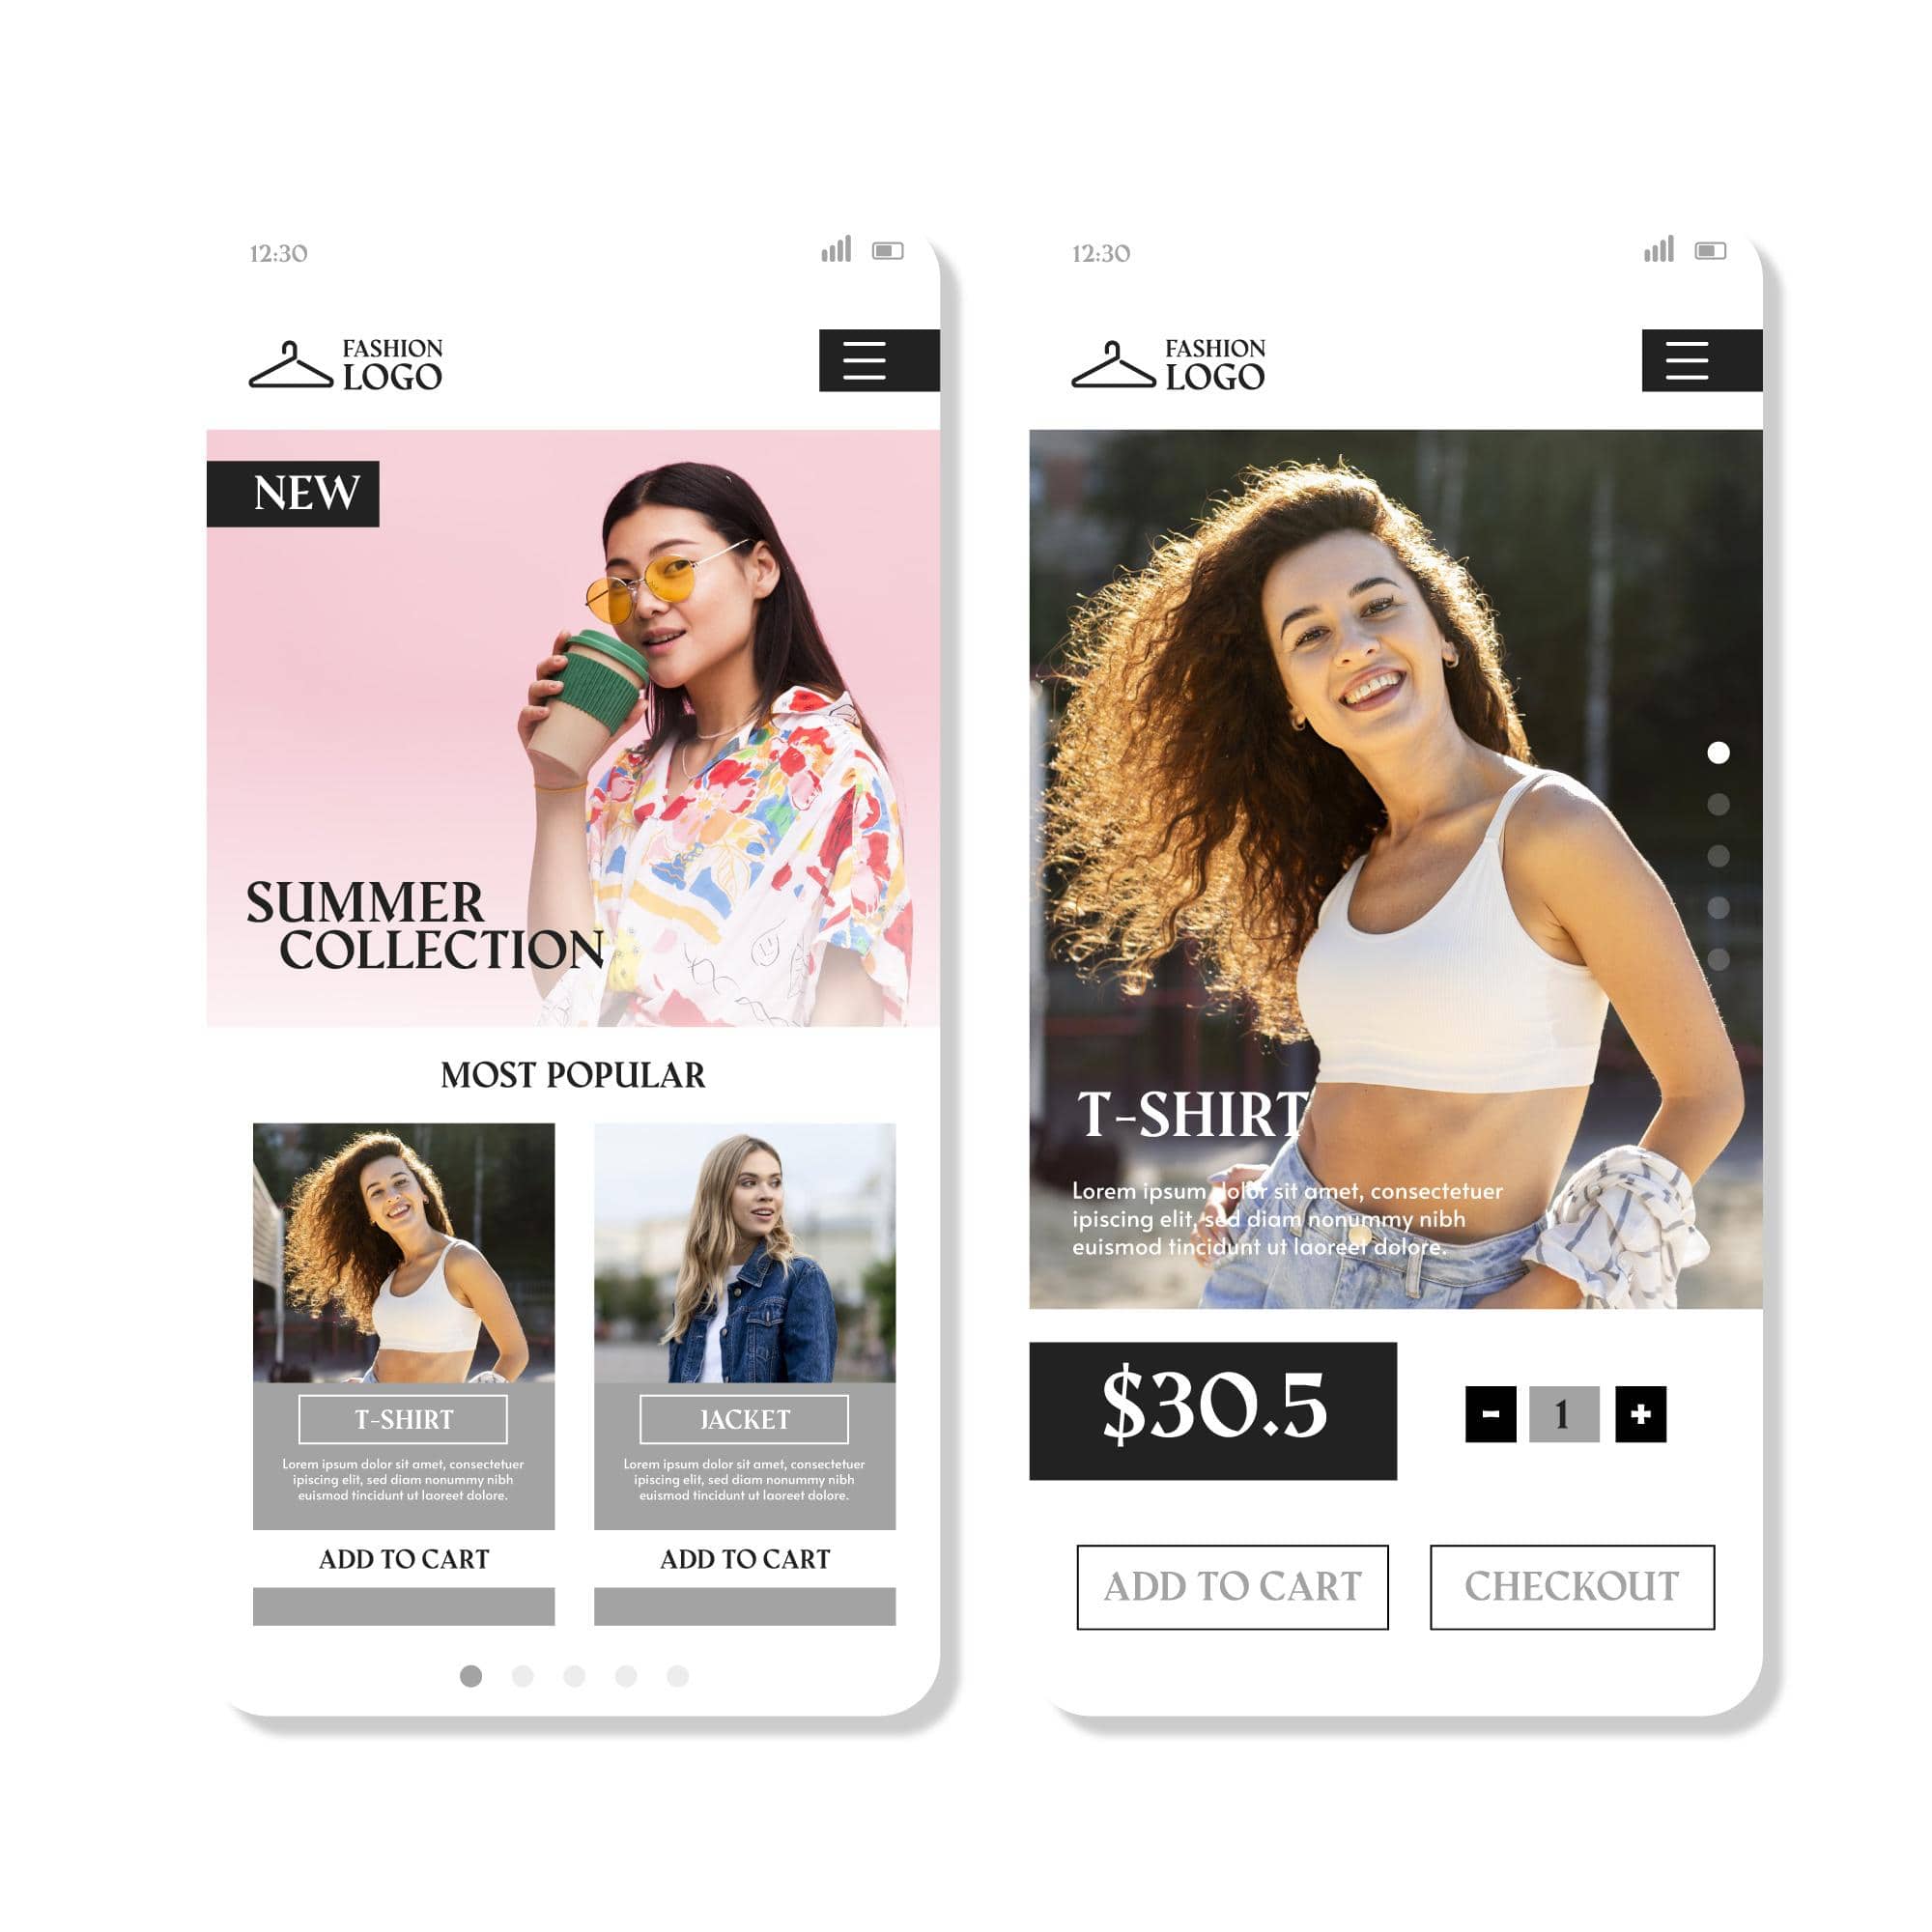 12:30
FASHION
LOGO
NEW
SUMMER
COLLECTION
MOST POPULAR
T-SHIRT
Lorem ipsum dolor sit amet, consectetuer
ipiscing elit, sed diam nonummy nibh
euismod tincidunt ut laoreet dolore.
ADD TO CART
JACKET
Lorem ipsum dolor sit amet, consectetuer
ipiscing elit, sed diam nonummy nibh
euismod tincidunt ut laoreet dolore.
ADD TO CART
12:30
FASHION
LOGO
T-SHIRT
Lorem ipsum dolor sit amet, consectetuer
ipiscing elit, sed diam nonummy nibh
euismod tincidunt ut laoreet dolore.
$30.5
- 1 +
ADD TO CART
CHECKOUT